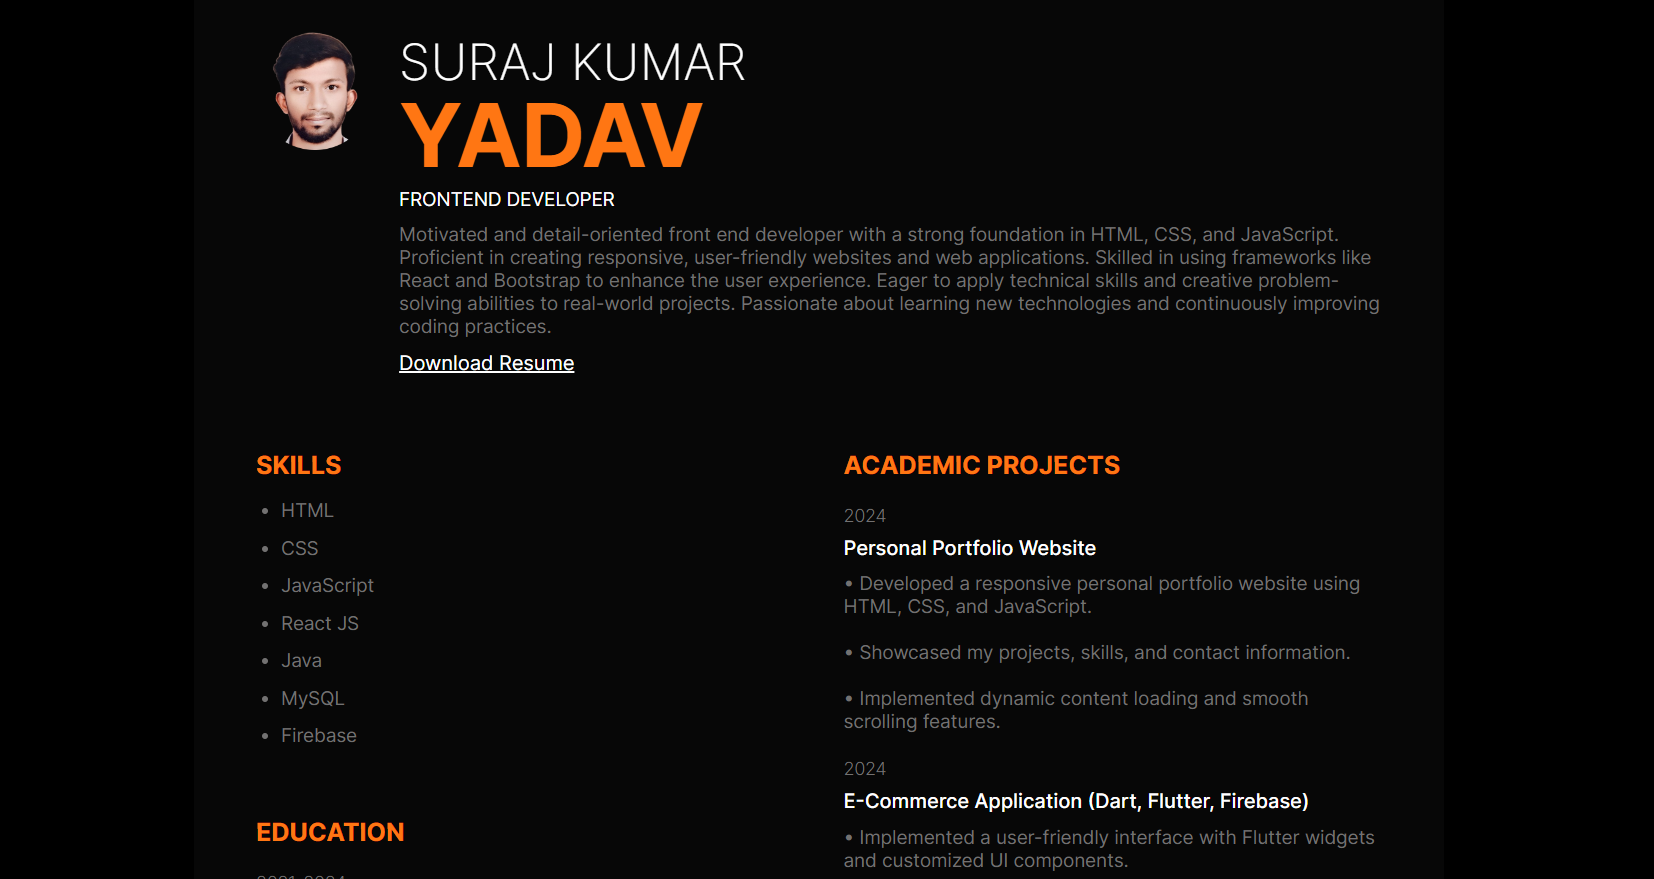 SURAJ KUMAR
YADAV
FRONTEND DEVELOPER
Motivated and detail-oriented front end developer with a strong foundation in HTML, CSS, and JavaScript.
Proficient in creating responsive, user-friendly websites and web applications. Skilled in using frameworks like
React and Bootstrap to enhance the user experience. Eager to apply technical skills and creative problem-
solving abilities to real-world projects. Passionate about learning new technologies and continuously improving
coding practices.
Download Resume
SKILLS
• HTML
• CSS
• JavaScript
• React JS
• Java
• MySQL
• Firebase
EDUCATION
ACADEMIC PROJECTS
2024
Personal Portfolio Website
• Developed a responsive personal portfolio website using
HTML, CSS, and JavaScript.
• Showcased my projects, skills, and contact information.
• Implemented dynamic content loading and smooth
scrolling features.
2024
E-Commerce Application (Dart, Flutter, Firebase)
• Implemented a user-friendly interface with Flutter widgets
and customized UI components.